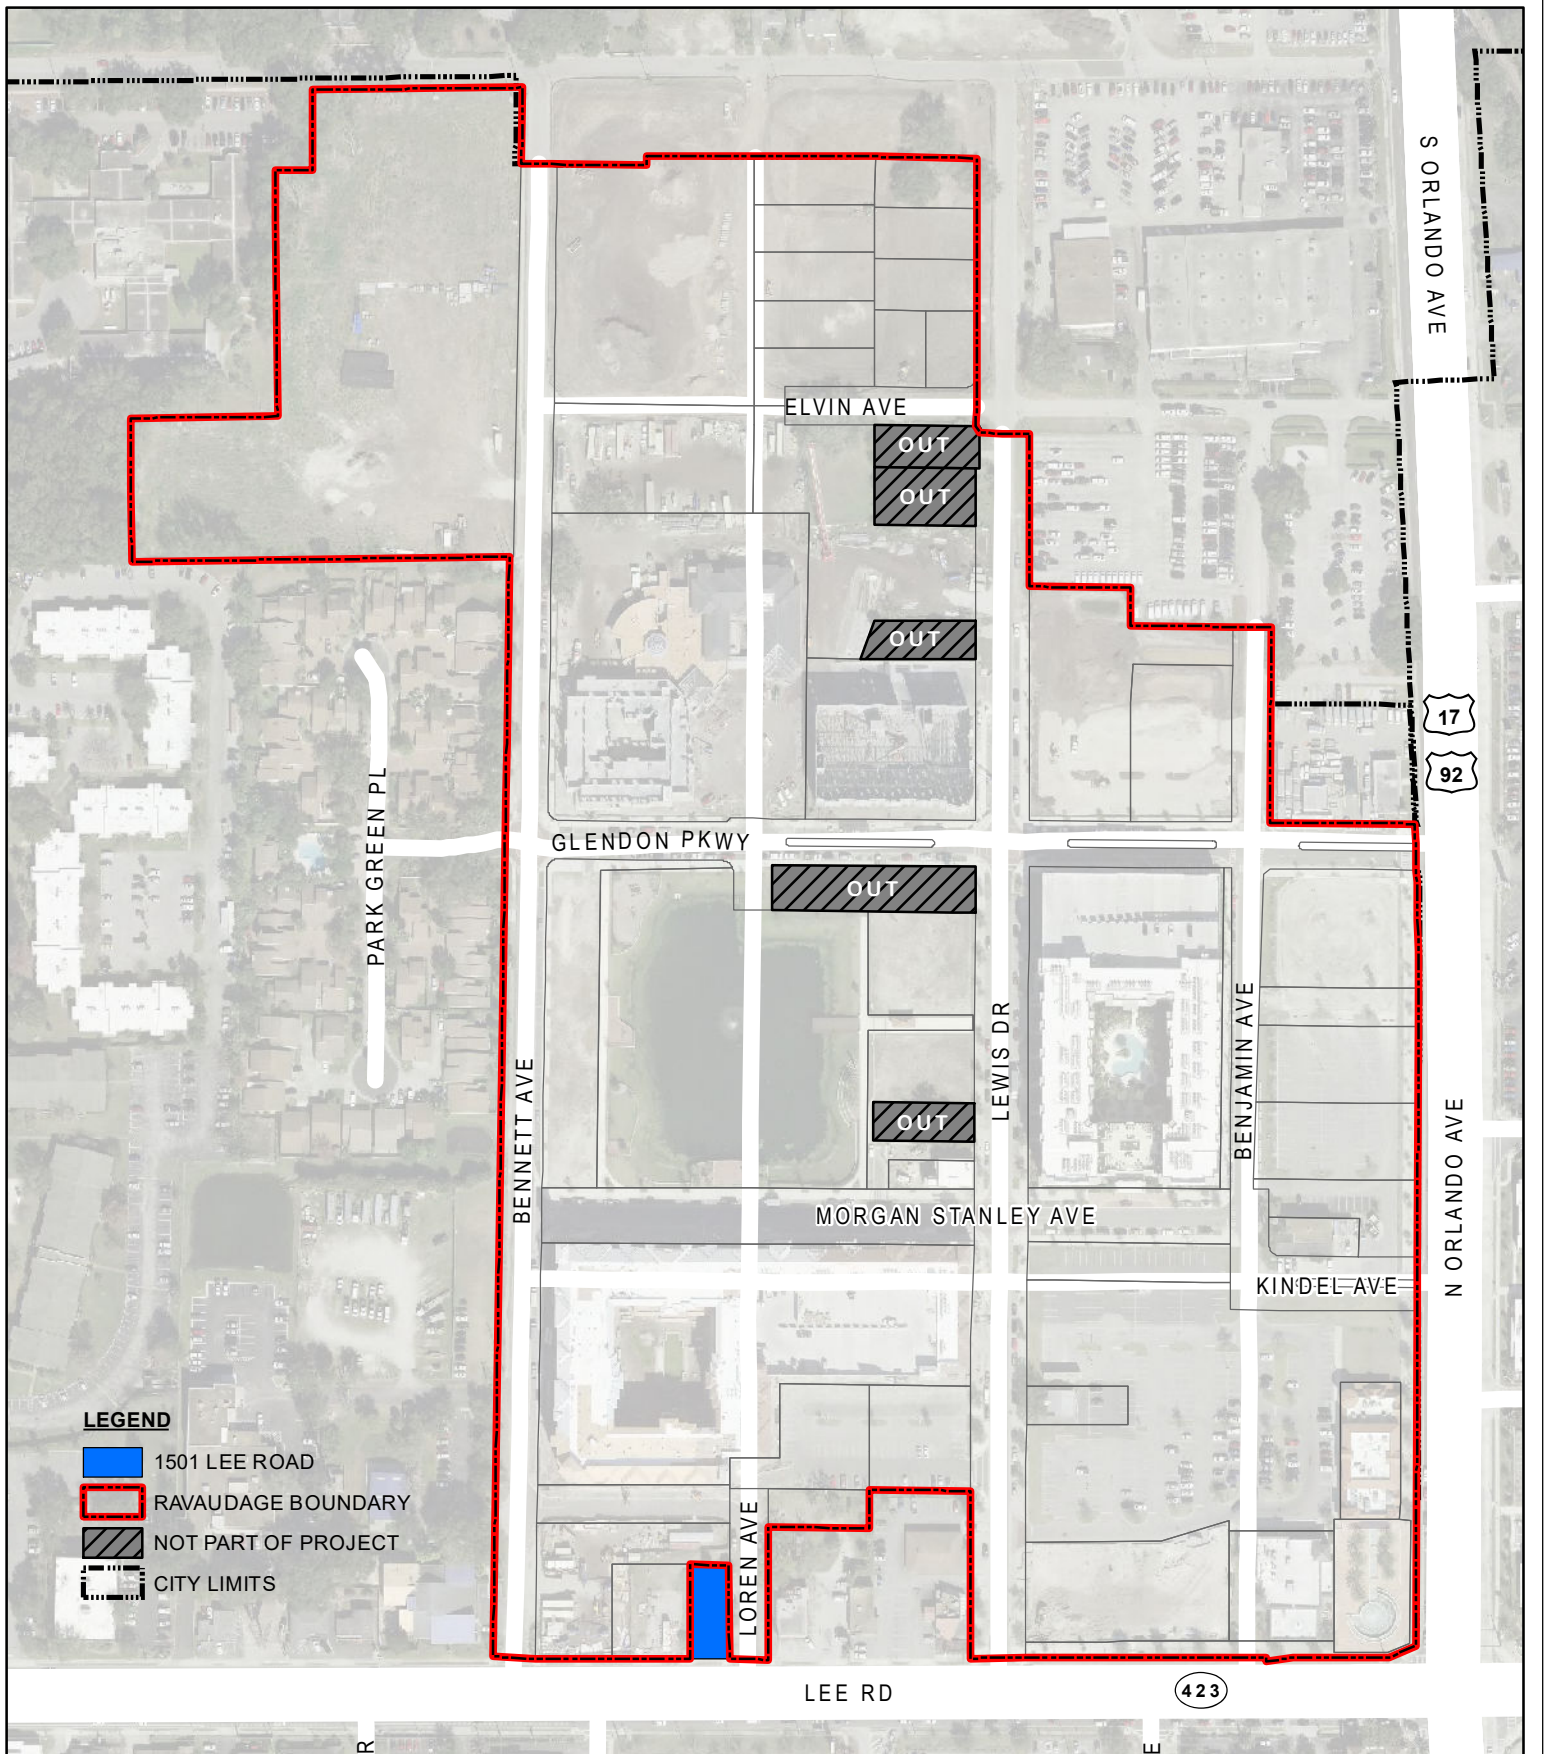 S ORLANDO AVE
ELVIN AVE
OUT
OUT
OUT
17
92
PARK GREEN PL
GLENDON PKWY
OUT
BENNETT AVE
LEWIS DR
BENJAMIN AVE
OUT
N ORLANDO AVE
MORGAN STANLEY AVE
KINDEL AVE
LEGEND
1501 LEE ROAD
RAVAUDAGE BOUNDARY
NOT PART OF PROJECT
CITY LIMITS
LOREN AVE
LEE RD
423
R
E